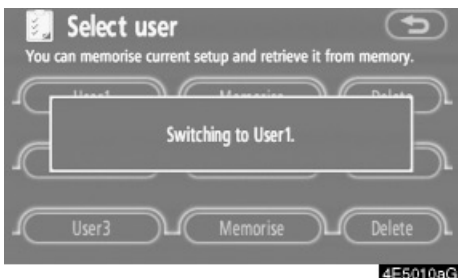 Select user
You can memorise current setup and retrieve it from memory.
Switching to User1.
User3 Memorise Delete
4E5010aG